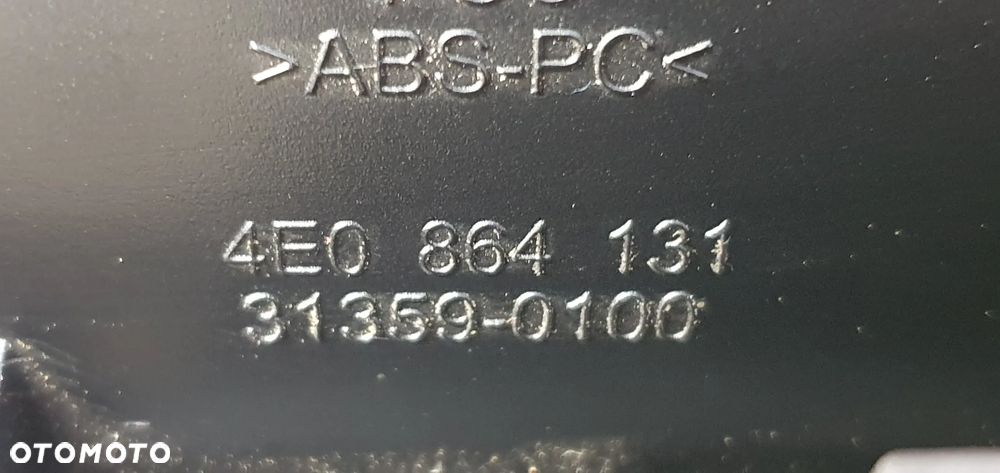 >ABS-PC<
4E0 864 131
31359-0100
OTOMOTO